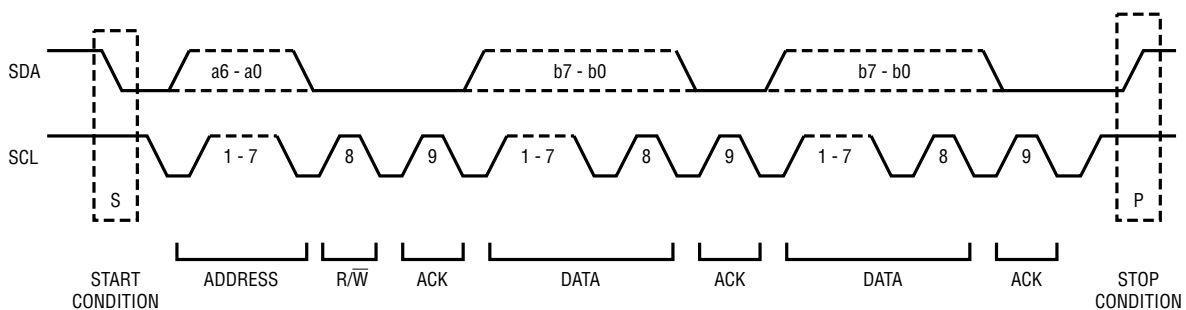 SDA
a6 - a0
b7 - b0
b7 - b0
SCL
1 - 7
8
9
1 - 7
8
9
1 - 7
8
9
S
P
START
CONDITION
ADDRESS
R/W̅
ACK
DATA
ACK
DATA
ACK
STOP
CONDITION